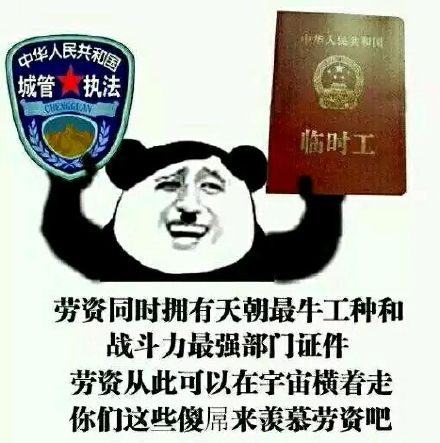 中华人民共和国
城管执法
CHENGGUAN
中华人民共和国
临时工
劳资同时拥有天朝最牛工种和
战斗力最强部门证件
劳资从此可以在宇宙横着走
你们这些傻屌来羡慕劳资吧